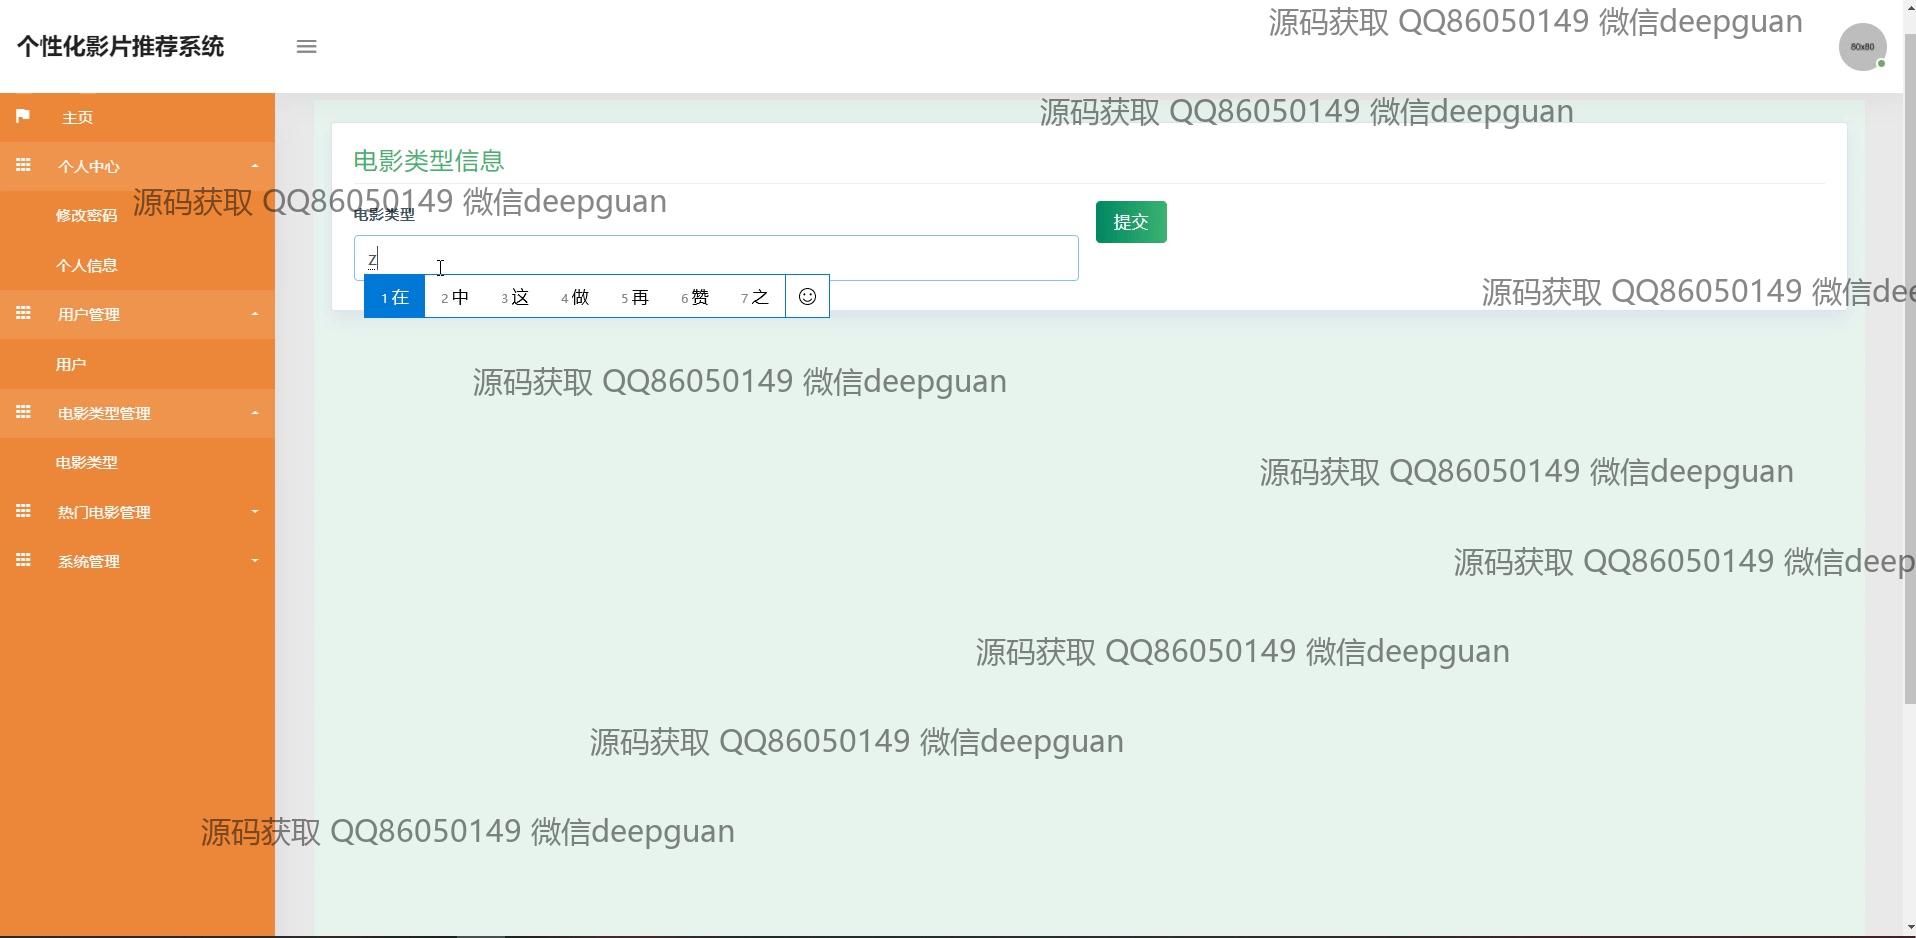 源码获取 QQ86050149 微信deepguan
个性化影片推荐系统
80x80
源码获取 QQ86050149 微信deepguan
主页
电影类型信息
个人中心
源码获取 QQ86050149 微信deepguan
修改密码
电影类型
提交
z
个人信息
1 在 2 中 3 这 4 做 5 再 6 赞 7 之
源码获取 QQ86050149 微信dee
用户管理
用户
源码获取 QQ86050149 微信deepguan
电影类型管理
电影类型
源码获取 QQ86050149 微信deepguan
热门电影管理
系统管理
源码获取 QQ86050149 微信deep
源码获取 QQ86050149 微信deepguan
源码获取 QQ86050149 微信deepguan
源码获取 QQ86050149 微信deepguan